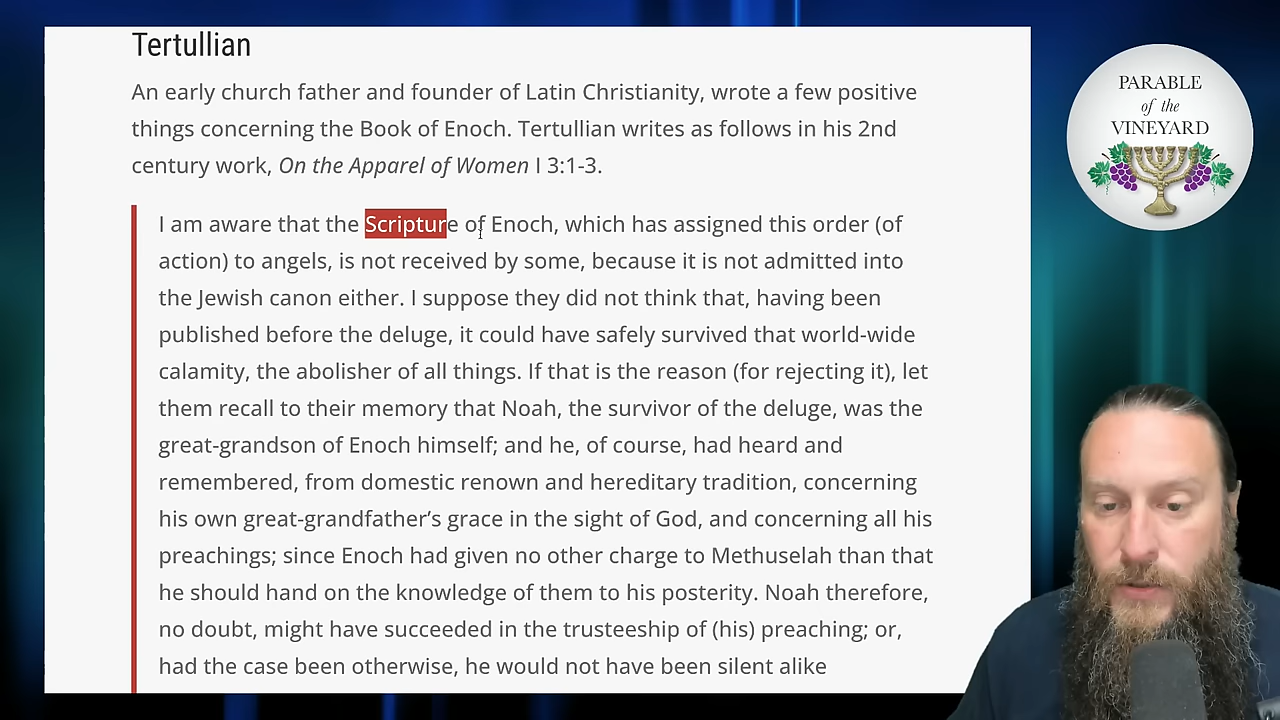 Tertullian
An early church father and founder of Latin Christianity, wrote a few positive
things concerning the Book of Enoch. Tertullian writes as follows in his 2nd
century work, On the Apparel of Women I 3:1-3.
I am aware that the Scripture of Enoch, which has assigned this order (of
action) to angels, is not received by some, because it is not admitted into
the Jewish canon either. I suppose they did not think that, having been
published before the deluge, it could have safely survived that world-wide
calamity, the abolisher of all things. If that is the reason (for rejecting it), let
them recall to their memory that Noah, the survivor of the deluge, was the
great-grandson of Enoch himself; and he, of course, had heard and
remembered, from domestic renown and hereditary tradition, concerning
his own great-grandfather’s grace in the sight of God, and concerning all his
preachings; since Enoch had given no other charge to Methuselah than that
he should hand on the knowledge of them to his posterity. Noah therefore,
no doubt, might have succeeded in the trusteeship of (his) preaching; or,
had the case been otherwise, he would not have been silent alike
PARABLE
of the
VINEYARD